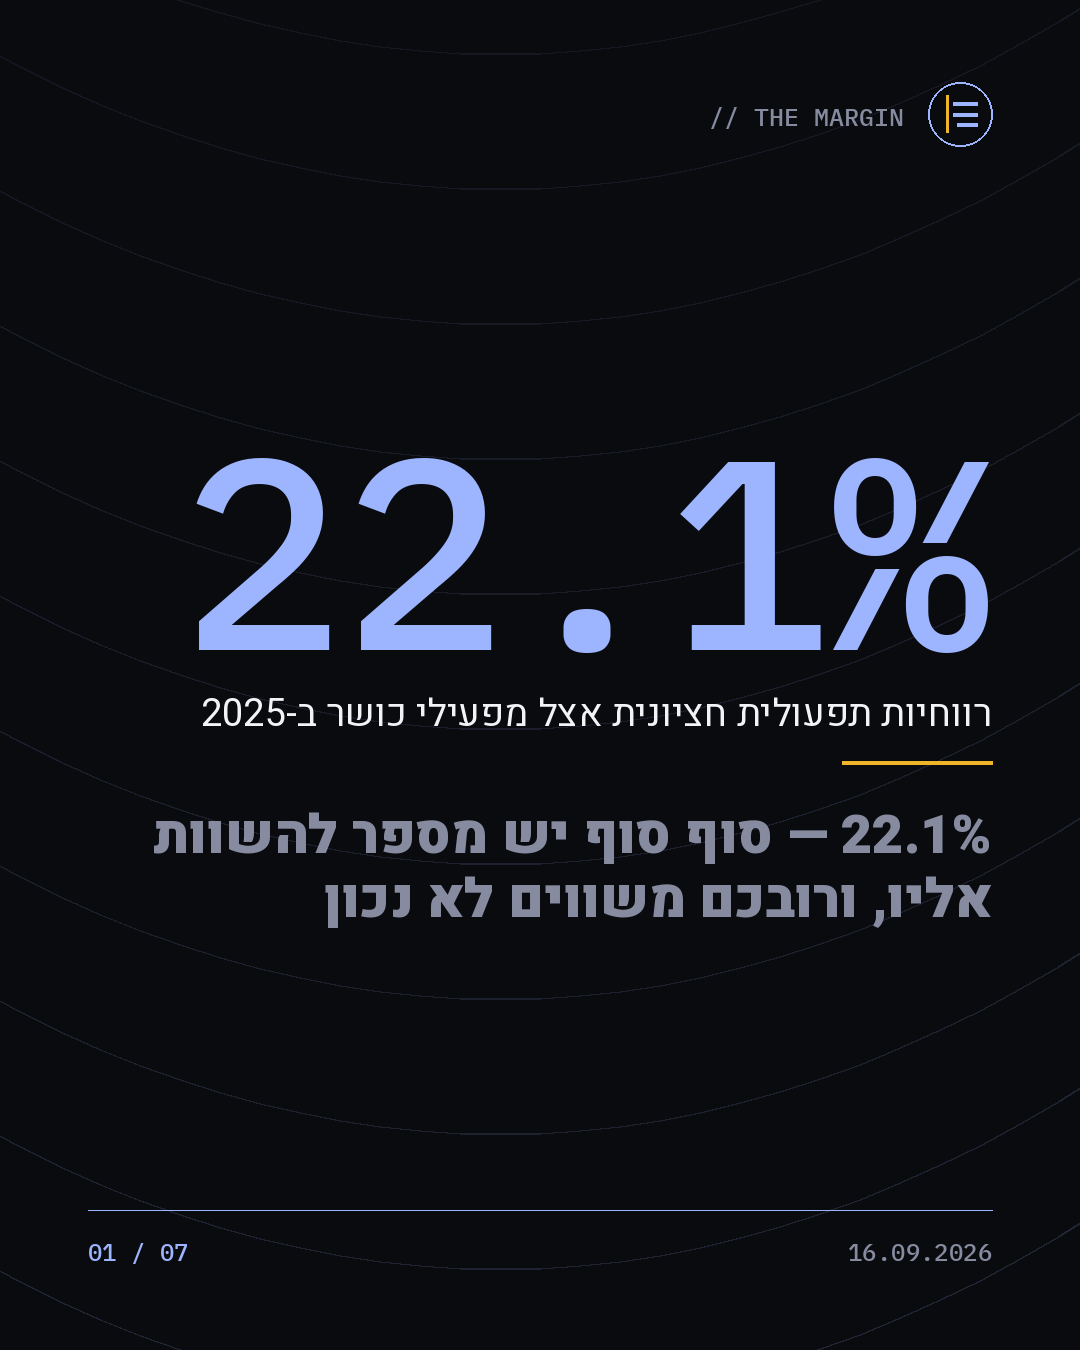 // THE MARGIN
22.1%
רווחיות תפעולית חציונית אצל מפעילי כושר ב-2025
22.1% — סוף סוף יש מספר להשוות
אליו, ורובכם משווים לא נכון
01 / 07
16.09.2026